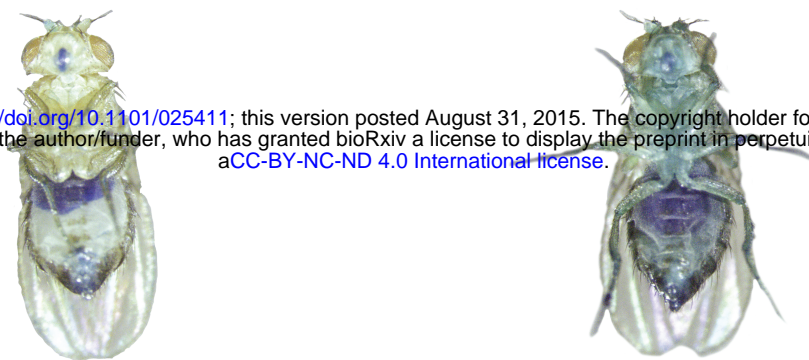 /doi.org/10.1101/025411; this version posted August 31, 2015. The copyright holder fo
the author/funder, who has granted bioRxiv a license to display the preprint in perpetui
aCC-BY-NC-ND 4.0 International license.